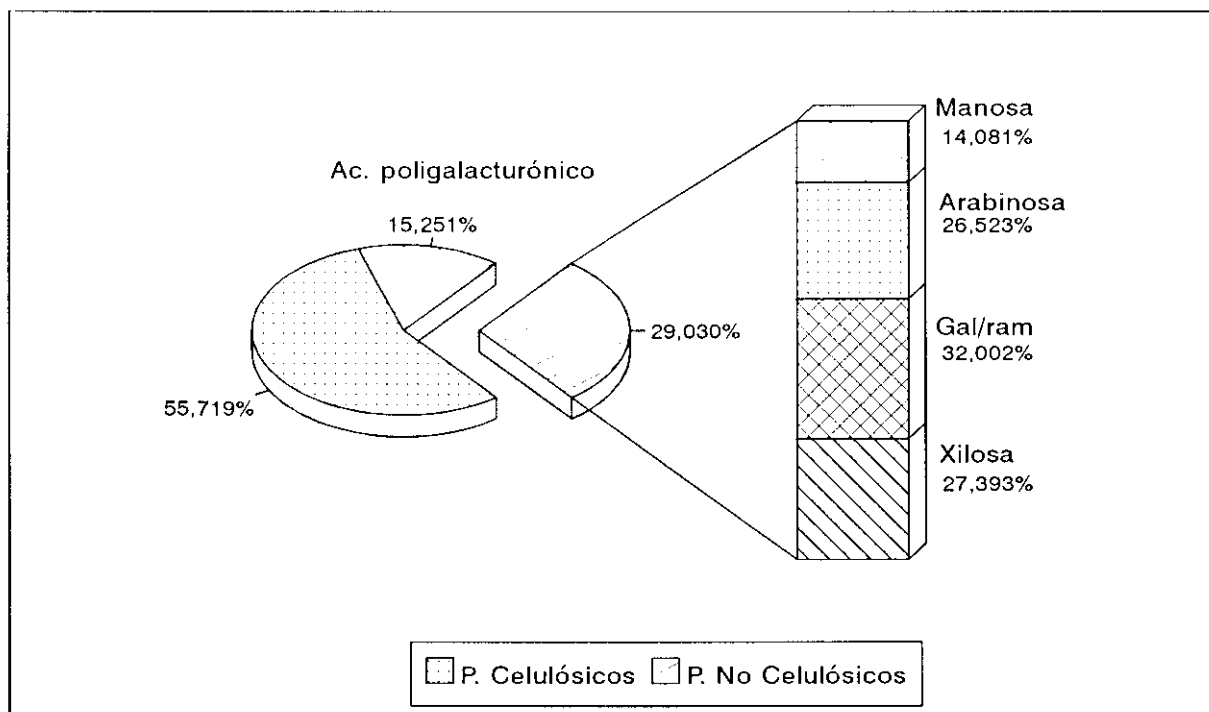 Manosa
14,081%
Ac. poligalacturónico
15,251%
Arabinosa
26,523%
29,030%
Gal/ram
32,002%
55,719%
Xilosa
27,393%
P. Celulósicos P. No Celulósicos